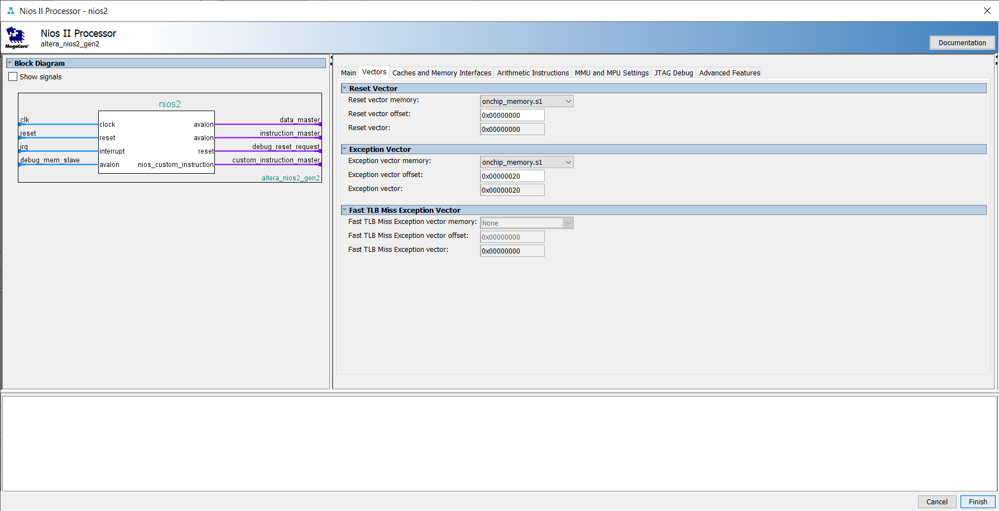 Nios II Processor - nios2
Nios II Processor
altera_nios2_gen2
MegaCore®
Documentation
Block Diagram
Show signals
nios2
clk
clock
avalon
data_master
reset
reset
avalon
instruction_master
irq
interrupt
reset
debug_reset_request
debug_mem_slave
avalon
nios_custom_instruction
custom_instruction_master
altera_nios2_gen2
Main Vectors Caches and Memory Interfaces Arithmetic Instructions MMU and MPU Settings JTAG Debug Advanced Features
Reset Vector
Reset vector memory: onchip_memory.s1
Reset vector offset: 0x00000000
Reset vector: 0x00000000
Exception Vector
Exception vector memory: onchip_memory.s1
Exception vector offset: 0x00000020
Exception vector: 0x00000020
Fast TLB Miss Exception Vector
Fast TLB Miss Exception vector memory: None
Fast TLB Miss Exception vector offset: 0x00000000
Fast TLB Miss Exception vector: 0x00000000
Cancel Finish